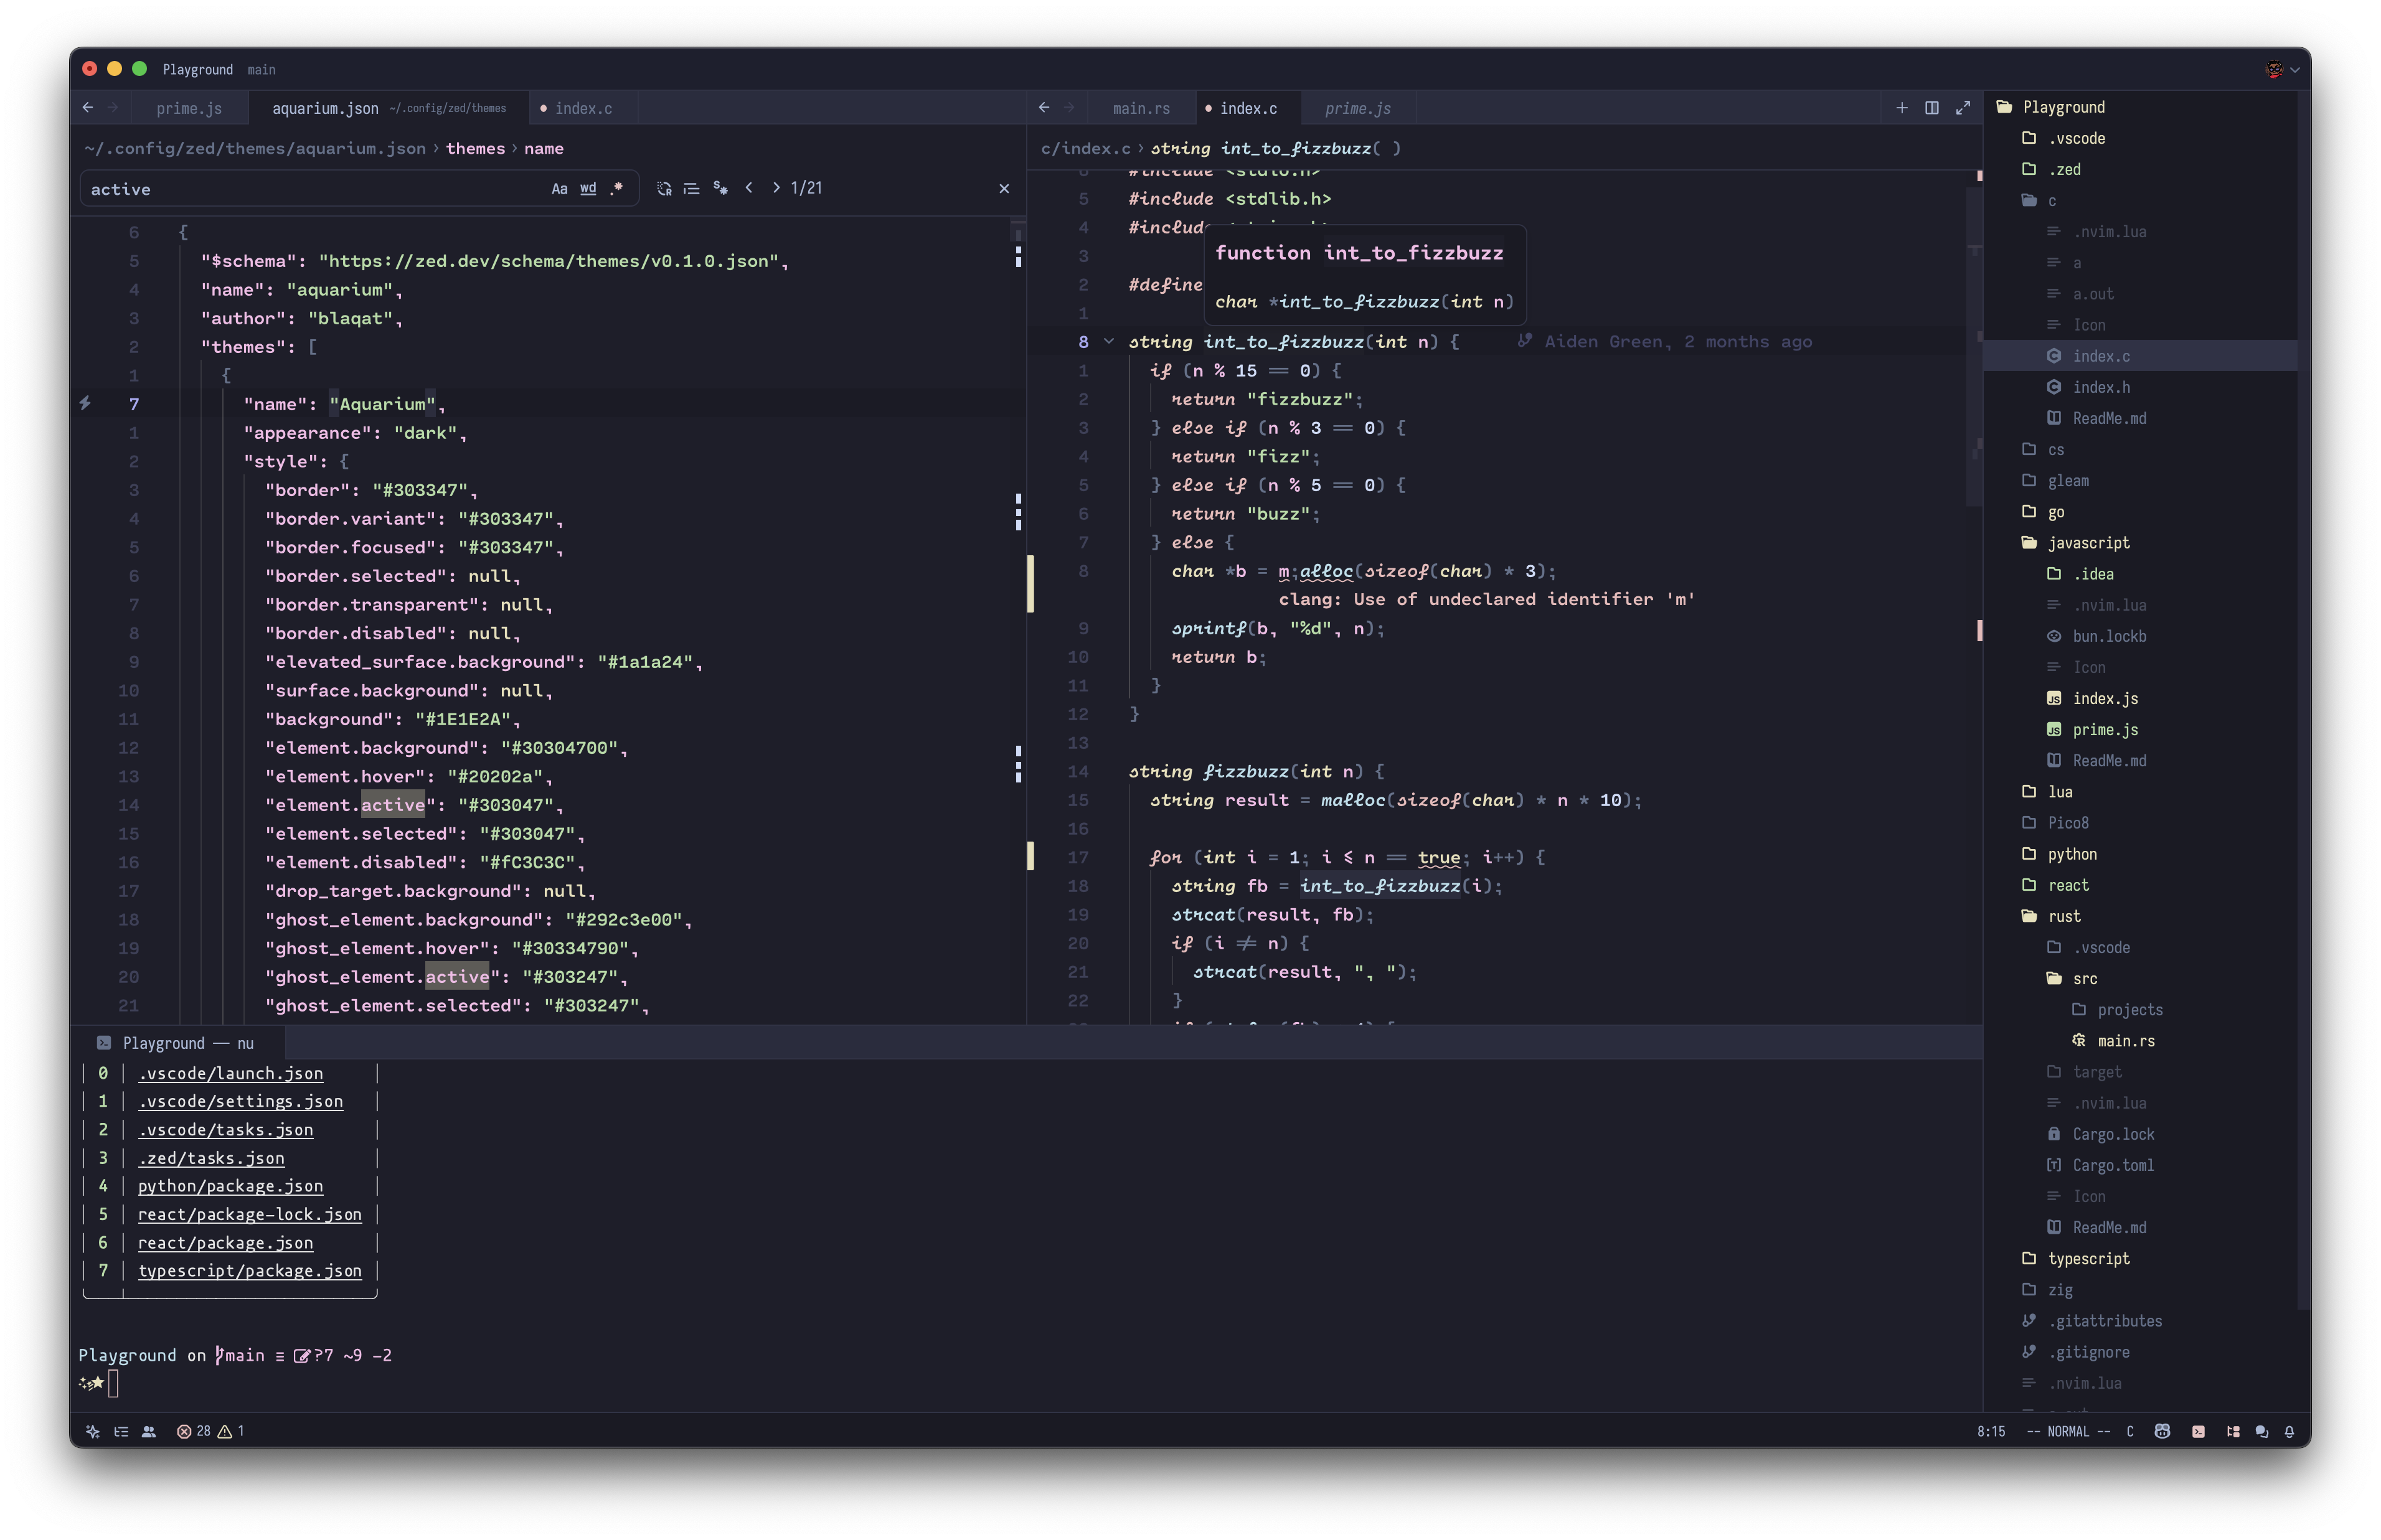 Playground main
prime.js aquarium.json ~/.config/zed/themes index.c
~/.config/zed/themes/aquarium.json › themes › name
active Aa wd .* 1/21
6 {
5 "$schema": "https://zed.dev/schema/themes/v0.1.0.json",
4 "name": "aquarium",
3 "author": "blaqat",
2 "themes": [
1 {
7 "name": "Aquarium",
1 "appearance": "dark",
2 "style": {
3 "border": "#303347",
4 "border.variant": "#303347",
5 "border.focused": "#303347",
6 "border.selected": null,
7 "border.transparent": null,
8 "border.disabled": null,
9 "elevated_surface.background": "#1a1a24",
10 "surface.background": null,
11 "background": "#1E1E2A",
12 "element.background": "#30304700",
13 "element.hover": "#20202a",
14 "element.active": "#303047",
15 "element.selected": "#303047",
16 "element.disabled": "#fC3C3C",
17 "drop_target.background": null,
18 "ghost_element.background": "#292c3e00",
19 "ghost_element.hover": "#30334790",
20 "ghost_element.active": "#303247",
21 "ghost_element.selected": "#303247",
main.rs index.c prime.js
c/index.c › string int_to_fizzbuzz( )
6 #include <stdio.h>
5 #include <stdlib.h>
4 #include
3
2 #define
1
function int_to_fizzbuzz
char *int_to_fizzbuzz(int n)
8 string int_to_fizzbuzz(int n) { Aiden Green, 2 months ago
1 if (n % 15 == 0) {
2 return "fizzbuzz";
3 } else if (n % 3 == 0) {
4 return "fizz";
5 } else if (n % 5 == 0) {
6 return "buzz";
7 } else {
8 char *b = m;alloc(sizeof(char) * 3);
clang: Use of undeclared identifier 'm'
9 sprintf(b, "%d", n);
10 return b;
11 }
12 }
13
14 string fizzbuzz(int n) {
15 string result = malloc(sizeof(char) * n * 10);
16
17 for (int i = 1; i ≤ n == true; i++) {
18 string fb = int_to_fizzbuzz(i);
19 strcat(result, fb);
20 if (i ≠ n) {
21 strcat(result, ", ");
22 }
Playground
.vscode
.zed
c
.nvim.lua
a
a.out
Icon
index.c
index.h
ReadMe.md
cs
gleam
go
javascript
.idea
.nvim.lua
bun.lockb
Icon
index.js
prime.js
ReadMe.md
lua
Pico8
python
react
rust
.vscode
src
projects
main.rs
target
.nvim.lua
Cargo.lock
Cargo.toml
Icon
ReadMe.md
typescript
zig
.gitattributes
.gitignore
.nvim.lua
Playground — nu
0 | .vscode/launch.json
1 | .vscode/settings.json
2 | .vscode/tasks.json
3 | .zed/tasks.json
4 | python/package.json
5 | react/package-lock.json
6 | react/package.json
7 | typescript/package.json
Playground on main ≡ ?7 ~9 -2
28 1
8:15 -- NORMAL -- C